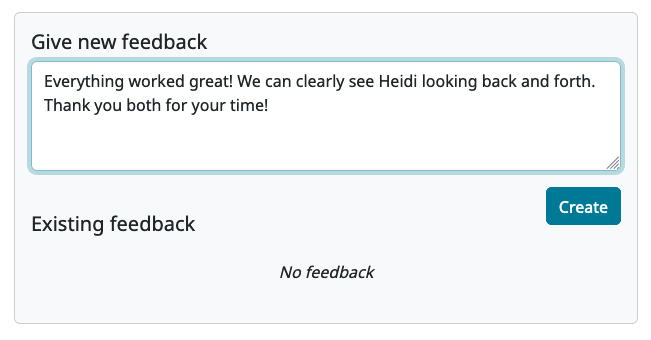 Give new feedback
Everything worked great! We can clearly see Heidi looking back and forth.
Thank you both for your time!
Create
Existing feedback
No feedback